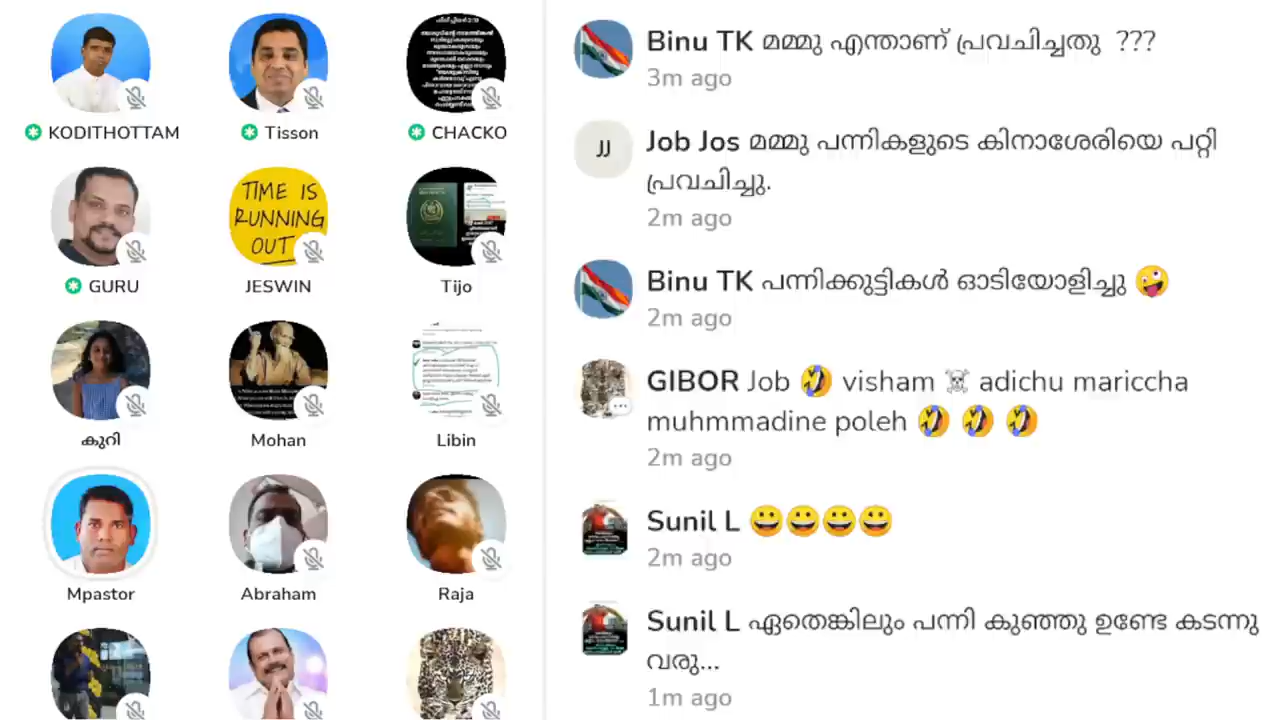 KODITHOTTAM
Tisson
CHACKO
TIME IS
RUNNING
OUT
GURU
JESWIN
Tijo
കുറി
Mohan
Libin
Mpastor
Abraham
Raja
Binu TK മമ്മു എന്താണ് പ്രവചിച്ചതു ???
3m ago
JJ
Job Jos മമ്മു പന്നികളുടെ കിനാശേരിയെ പറ്റി
പ്രവചിച്ചു.
2m ago
Binu TK പന്നിക്കുട്ടികൾ ഓടിയോളിച്ചു 🤪
2m ago
GIBOR Job 🤣 visham ☠️ adichu mariccha
muhmmadine poleh 🤣 🤣 🤣
2m ago
Sunil L 😀😀😀😀
2m ago
Sunil L ഏതെങ്കിലും പന്നി കുഞ്ഞു ഉണ്ടേ കടന്നു
വരു...
1m ago